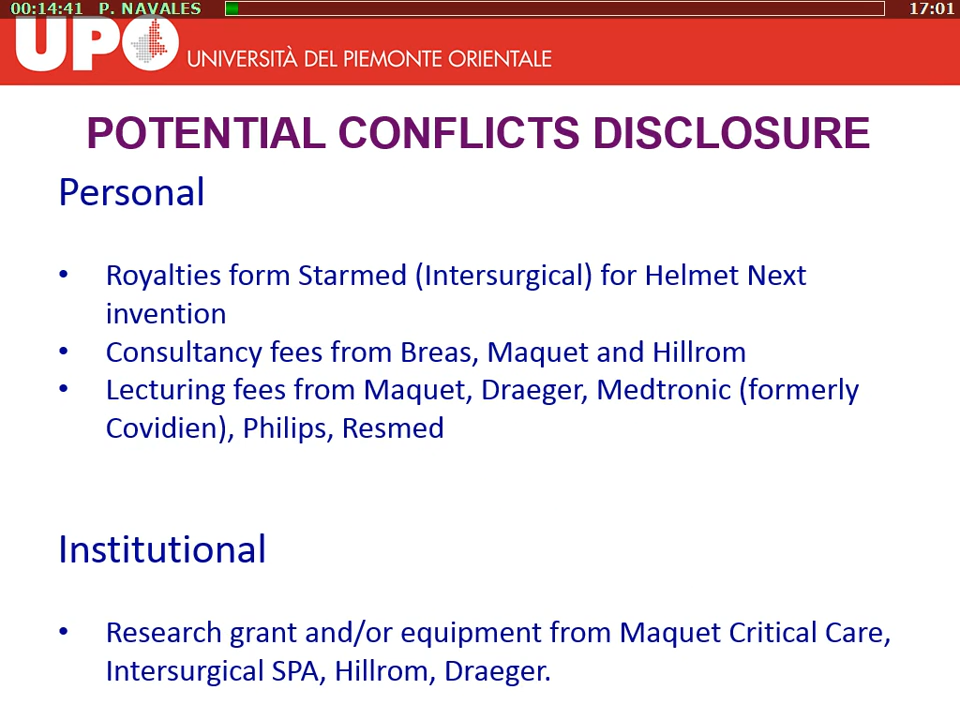 00:14:41 P. NAVALES 17:01
UPO UNIVERSITÀ DEL PIEMONTE ORIENTALE
POTENTIAL CONFLICTS DISCLOSURE
Personal
• Royalties form Starmed (Intersurgical) for Helmet Next
invention
• Consultancy fees from Breas, Maquet and Hillrom
• Lecturing fees from Maquet, Draeger, Medtronic (formerly
Covidien), Philips, Resmed
Institutional
• Research grant and/or equipment from Maquet Critical Care,
Intersurgical SPA, Hillrom, Draeger.